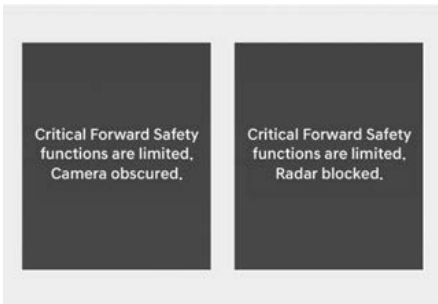 Critical Forward Safety
functions are limited.
Camera obscured.
Critical Forward Safety
functions are limited.
Radar blocked.